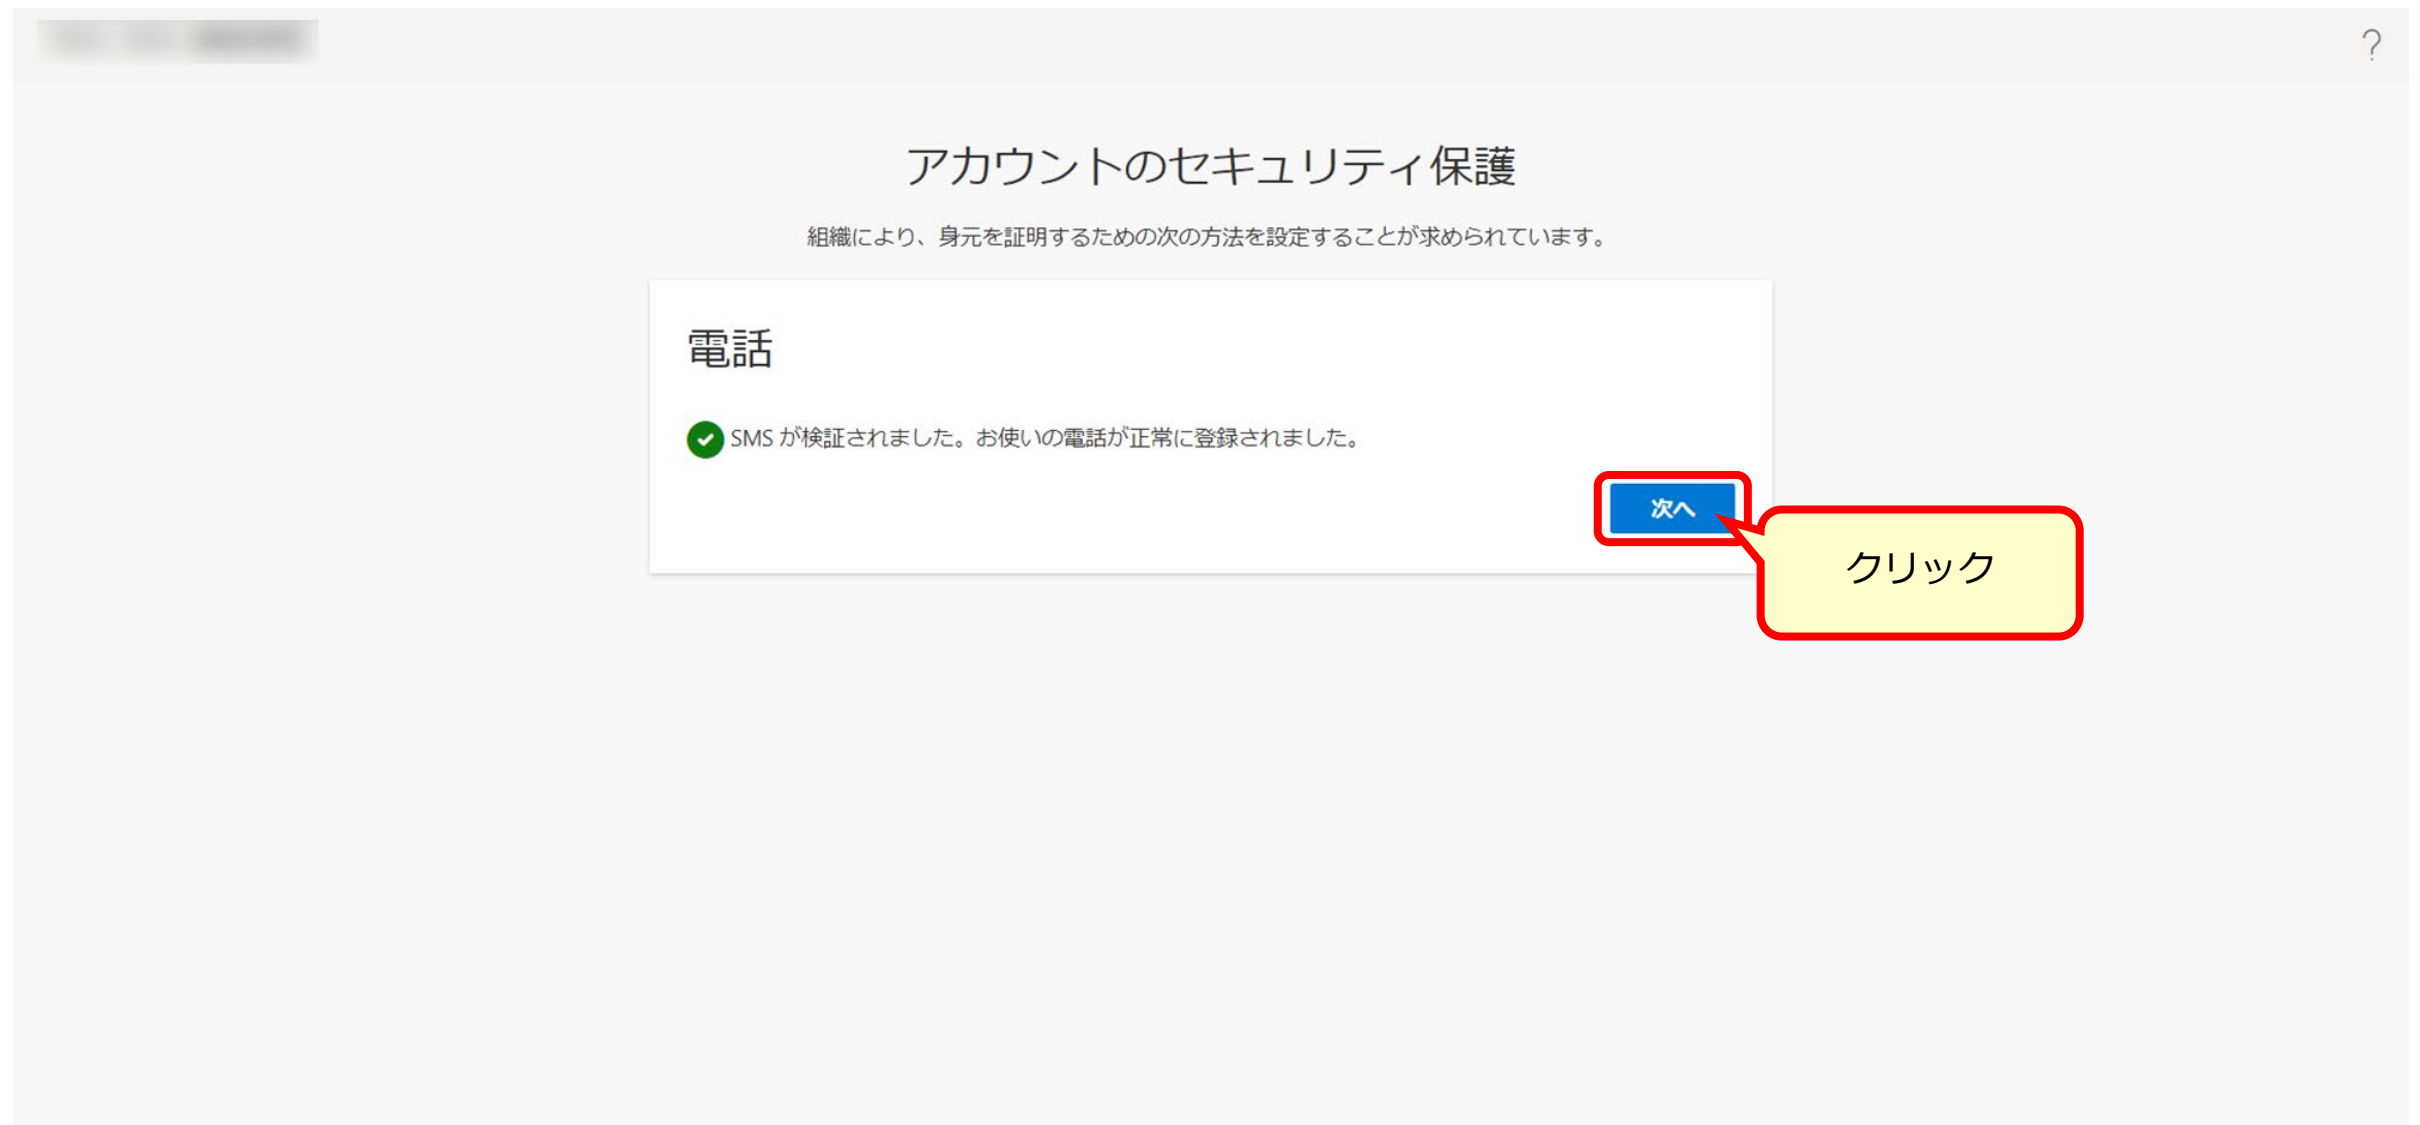 ?
アカウントのセキュリティ保護
組織により、身元を証明するための次の方法を設定することが求められています。
電話
SMS が検証されました。お使いの電話が正常に登録されました。
次へ
クリック